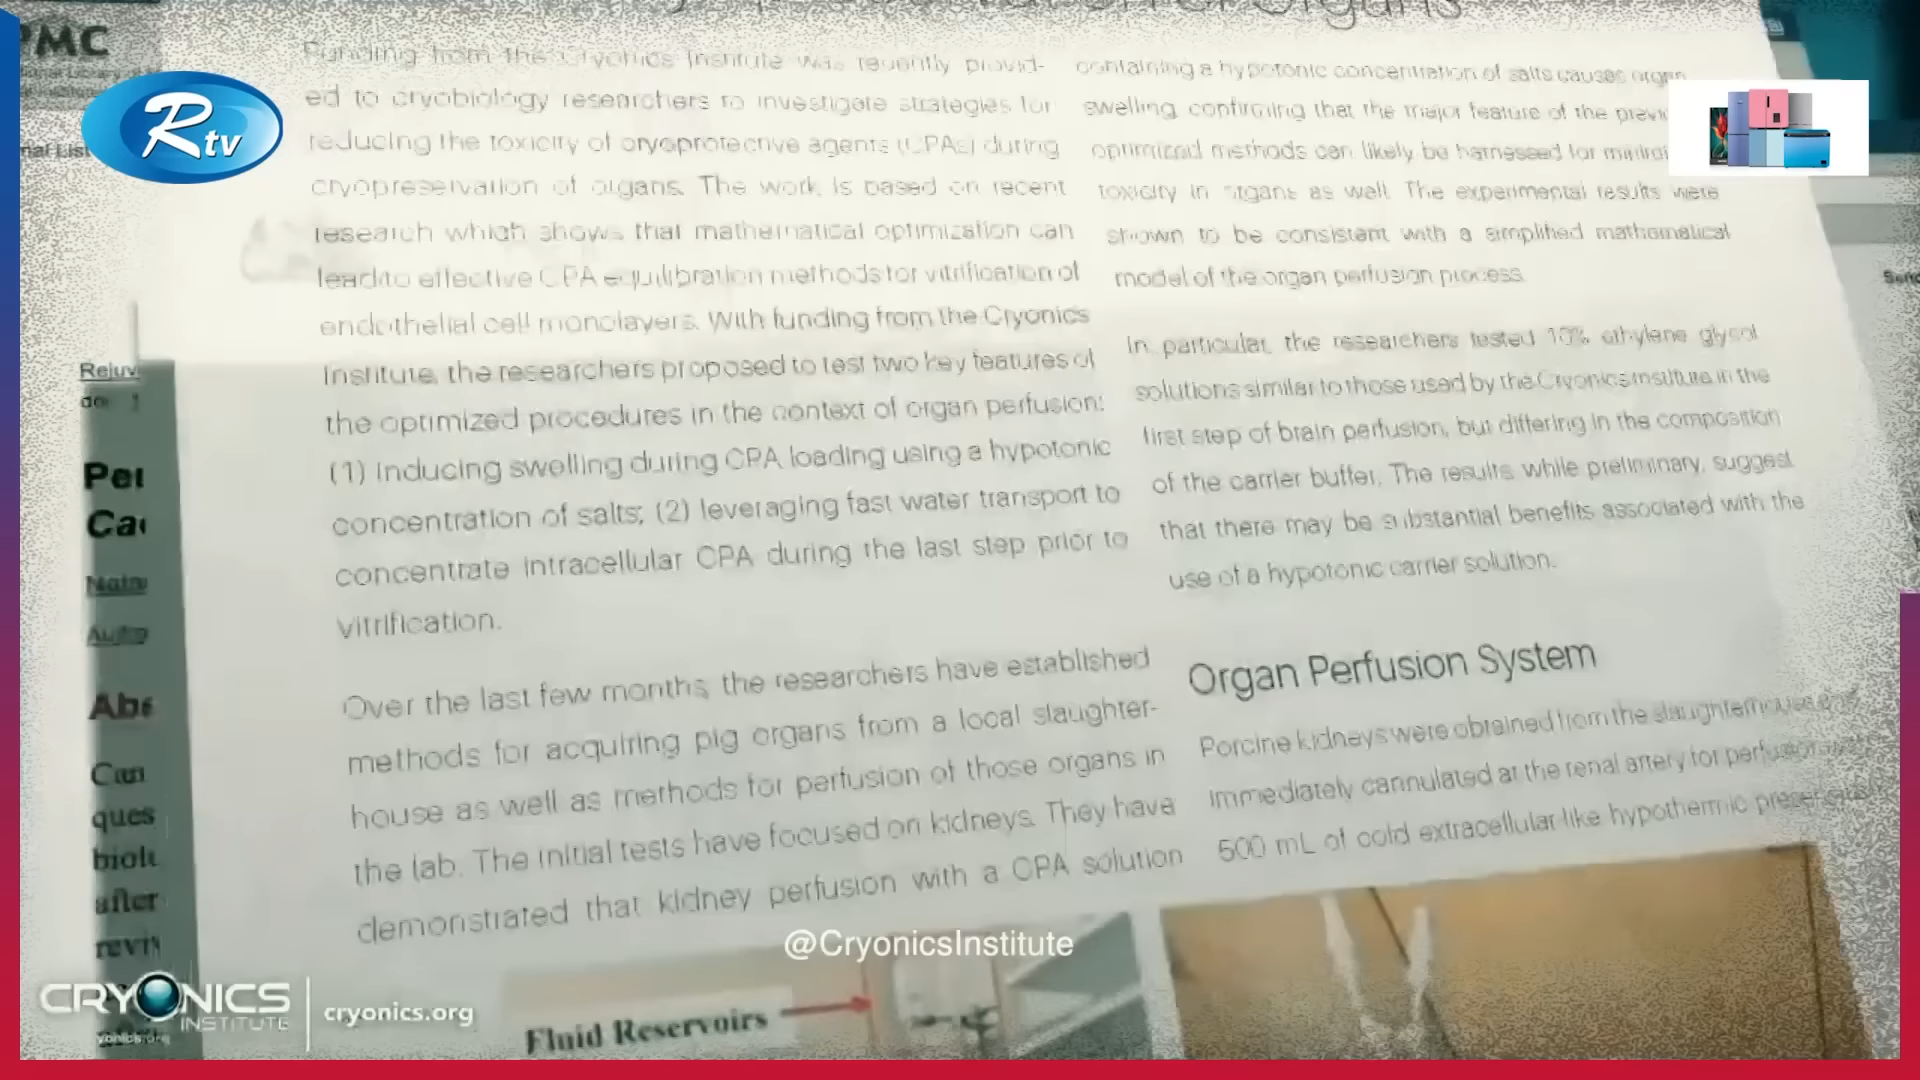 PMC
Rtv
Organs
Funding from the Cryonics Institute was recently provid-
ed to cryobiology researchers to investigate strategies for
reducing the toxicity of cryoprotective agents (CPAs) during
cryopreservation of organs. The work is based on recent
research which shows that mathematical optimization can
lead to effective CPA equilibration methods for vitrification of
endothelial cell monolayers. With funding from the Cryonics
Institute, the researchers proposed to test two key features of
the optimized procedures in the context of organ perfusion:
(1) inducing swelling during CPA loading using a hypotonic
concentration of salts; (2) leveraging fast water transport to
concentrate intracellular CPA during the last step prior to
vitrification.
Over the last few months the researchers have established
methods for acquiring pig organs from a local slaughter-
house as well as methods for perfusion of those organs in
the lab. The initial tests have focused on kidneys. They have
demonstrated that kidney perfusion with a CPA solution
containing a hypotonic concentration of salts causes organ
swelling, confirming that the major feature of the
optimized methods can likely be harnessed for
toxicity in organs as well. The experimental results were
shown to be consistent with a simplified mathematical
model of the organ perfusion process.
In particular, the researchers tested 10% ethylene glycol
solutions similar to those used by the Cryonics Institute in the
first step of brain perfusion, but differing in the composition
of the carrier buffer. The results while preliminary, suggest
that there may be substantial benefits associated with the
use of a hypotonic carrier solution.
Organ Perfusion System
Porcine kidneys were obtained from the slaughterhouse and
immediately cannulated at the renal artery for perfusion with
500 mL of cold extracellular-like hypothermic
Fluid Reservoirs
@CryonicsInstitute
CRYONICS
INSTITUTE
cryonics.org